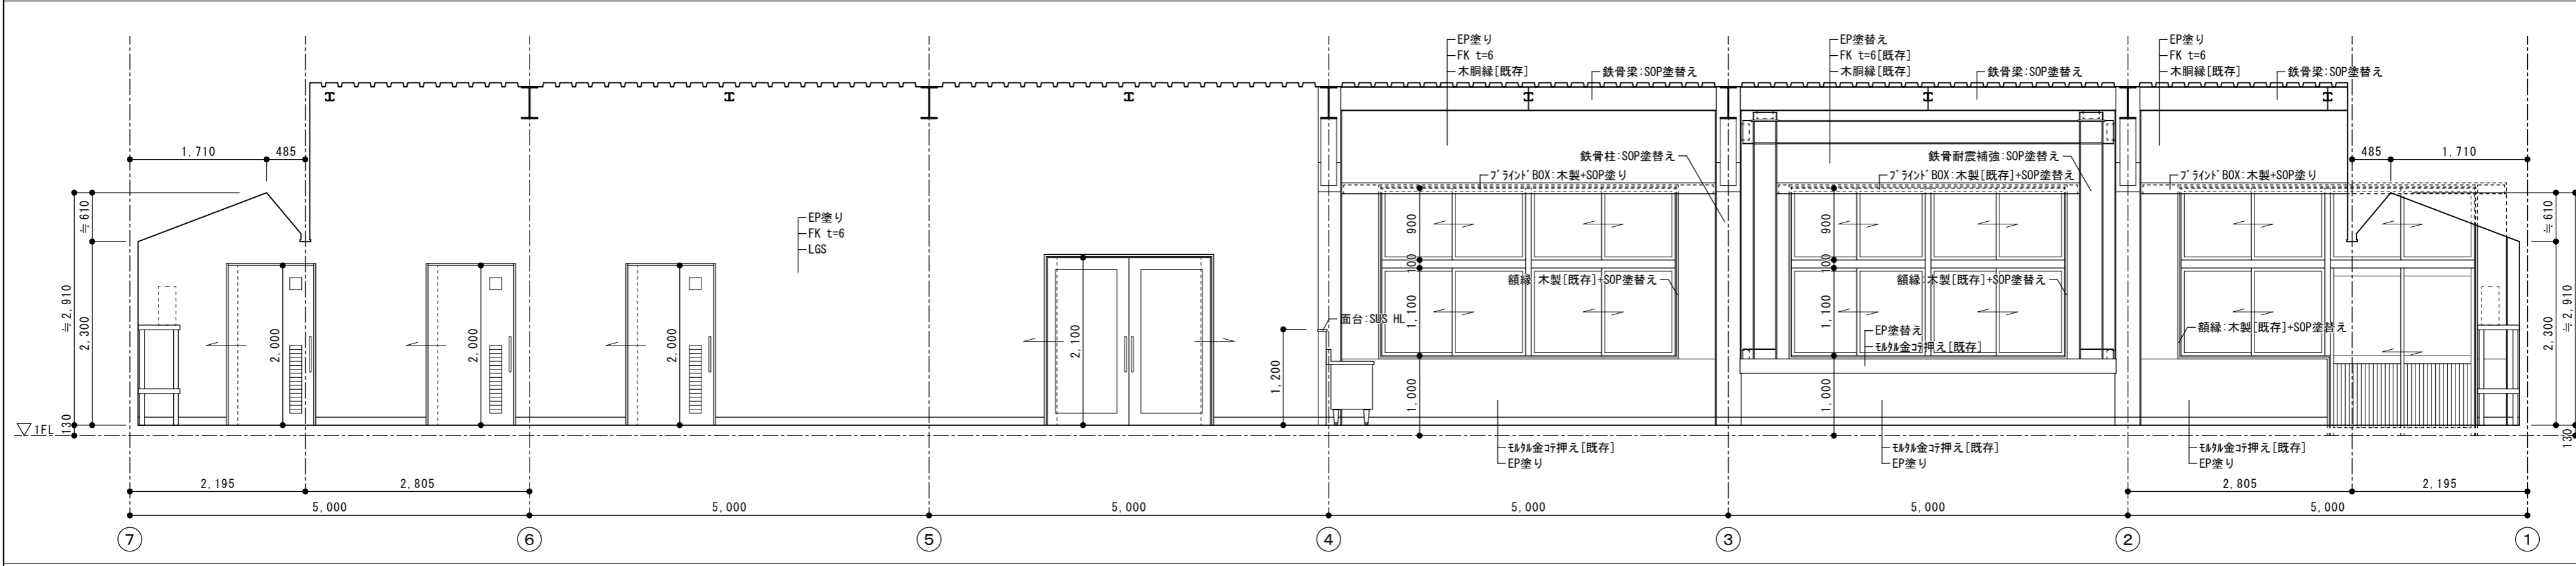 EP塗り
FK t=6
木胴縁[既存]
鉄骨梁:SOP塗替え
EP塗替え
FK t=6[既存]
木胴縁[既存]
鉄骨梁:SOP塗替え
EP塗り
FK t=6
木胴縁[既存]
鉄骨梁:SOP塗替え
1,710
485
鉄骨柱:SOP塗替え
鉄骨耐震補強:SOP塗替え
485
1,710
ブラインドBOX:木製+SOP塗り
ブラインドBOX:木製[既存]+SOP塗替え
ブラインドBOX:木製+SOP塗り
≒610
≒2,910
2,300
130
EP塗り
FK t=6
LGS
900
100
1,100
1,000
900
100
1,100
1,000
≒610
2,300
≒2,910
130
額縁:木製[既存]+SOP塗替え
額縁:木製[既存]+SOP塗替え
額縁:木製[既存]+SOP塗替え
面台:SUS HL
EP塗替え
モルタル金コテ押え[既存]
2,000
2,000
2,000
2,100
1,200
▽1FL
モルタル金コテ押え[既存]
EP塗り
モルタル金コテ押え[既存]
EP塗り
モルタル金コテ押え[既存]
EP塗り
2,195
2,805
2,805
2,195
5,000
5,000
5,000
5,000
5,000
5,000
⑦
⑥
⑤
④
③
②
①